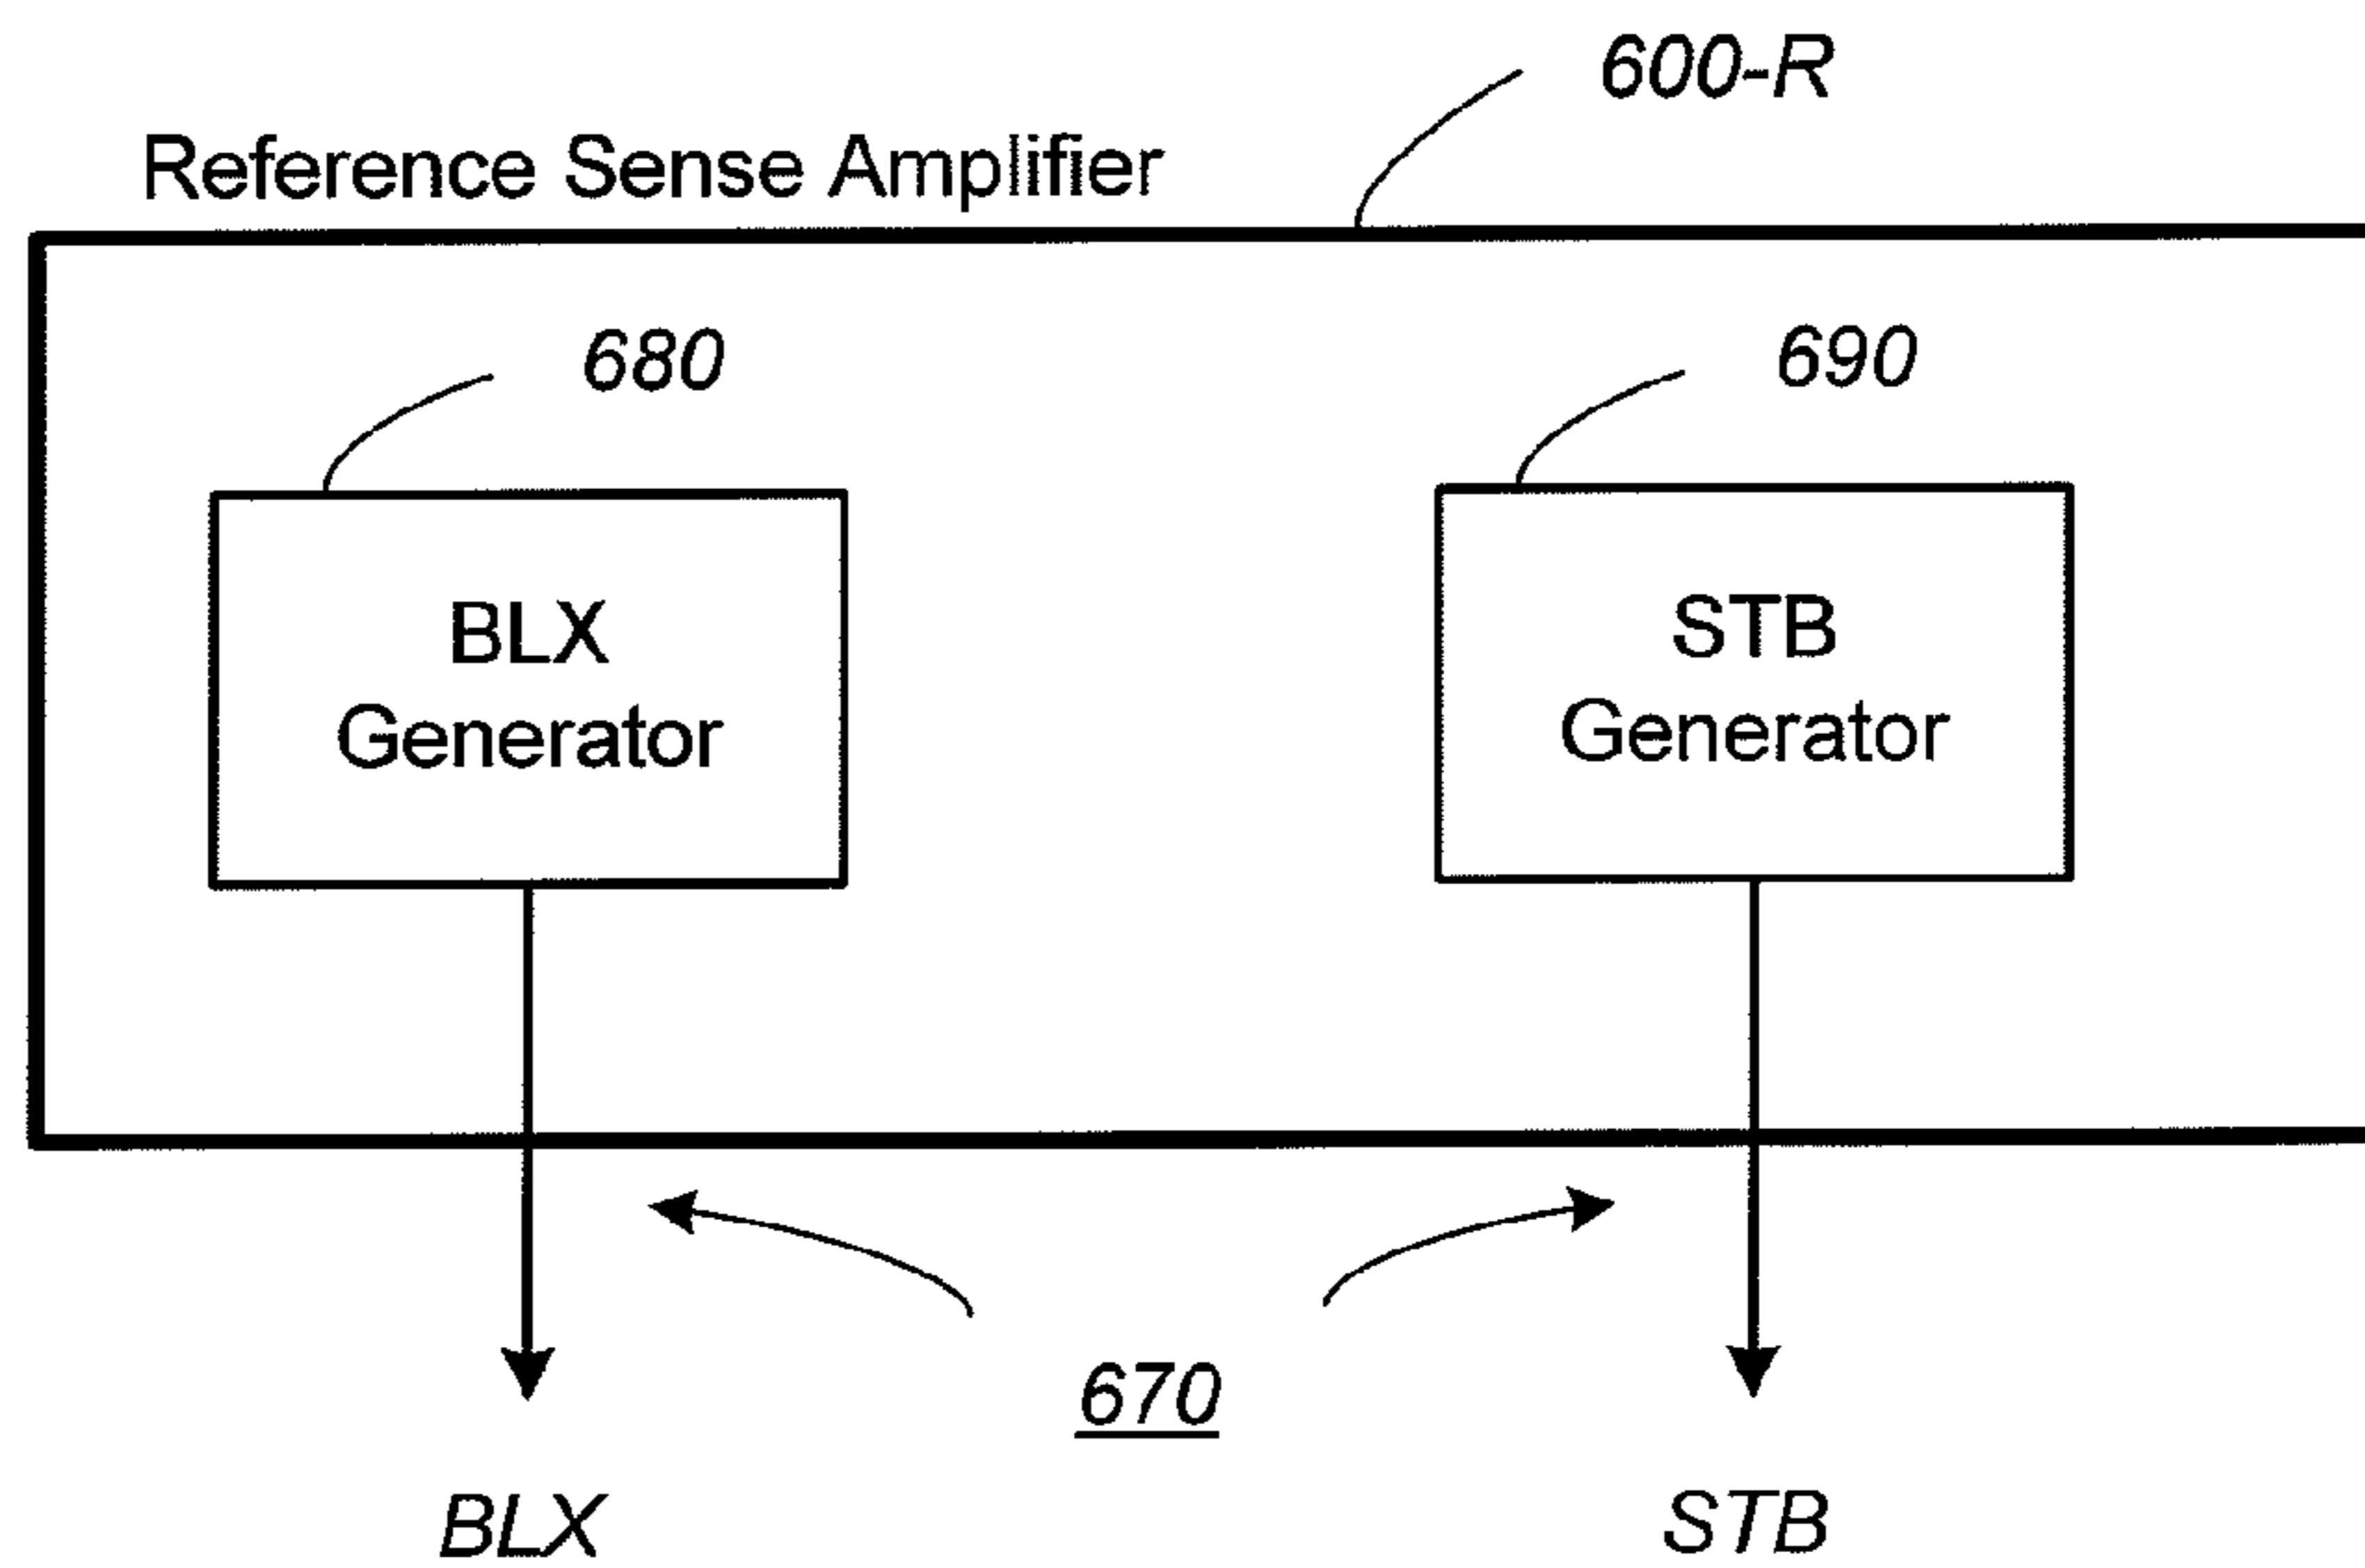 600-R
Reference Sense Amplifier
680
690
BLX
Generator
STB
Generator
670
BLX
STB